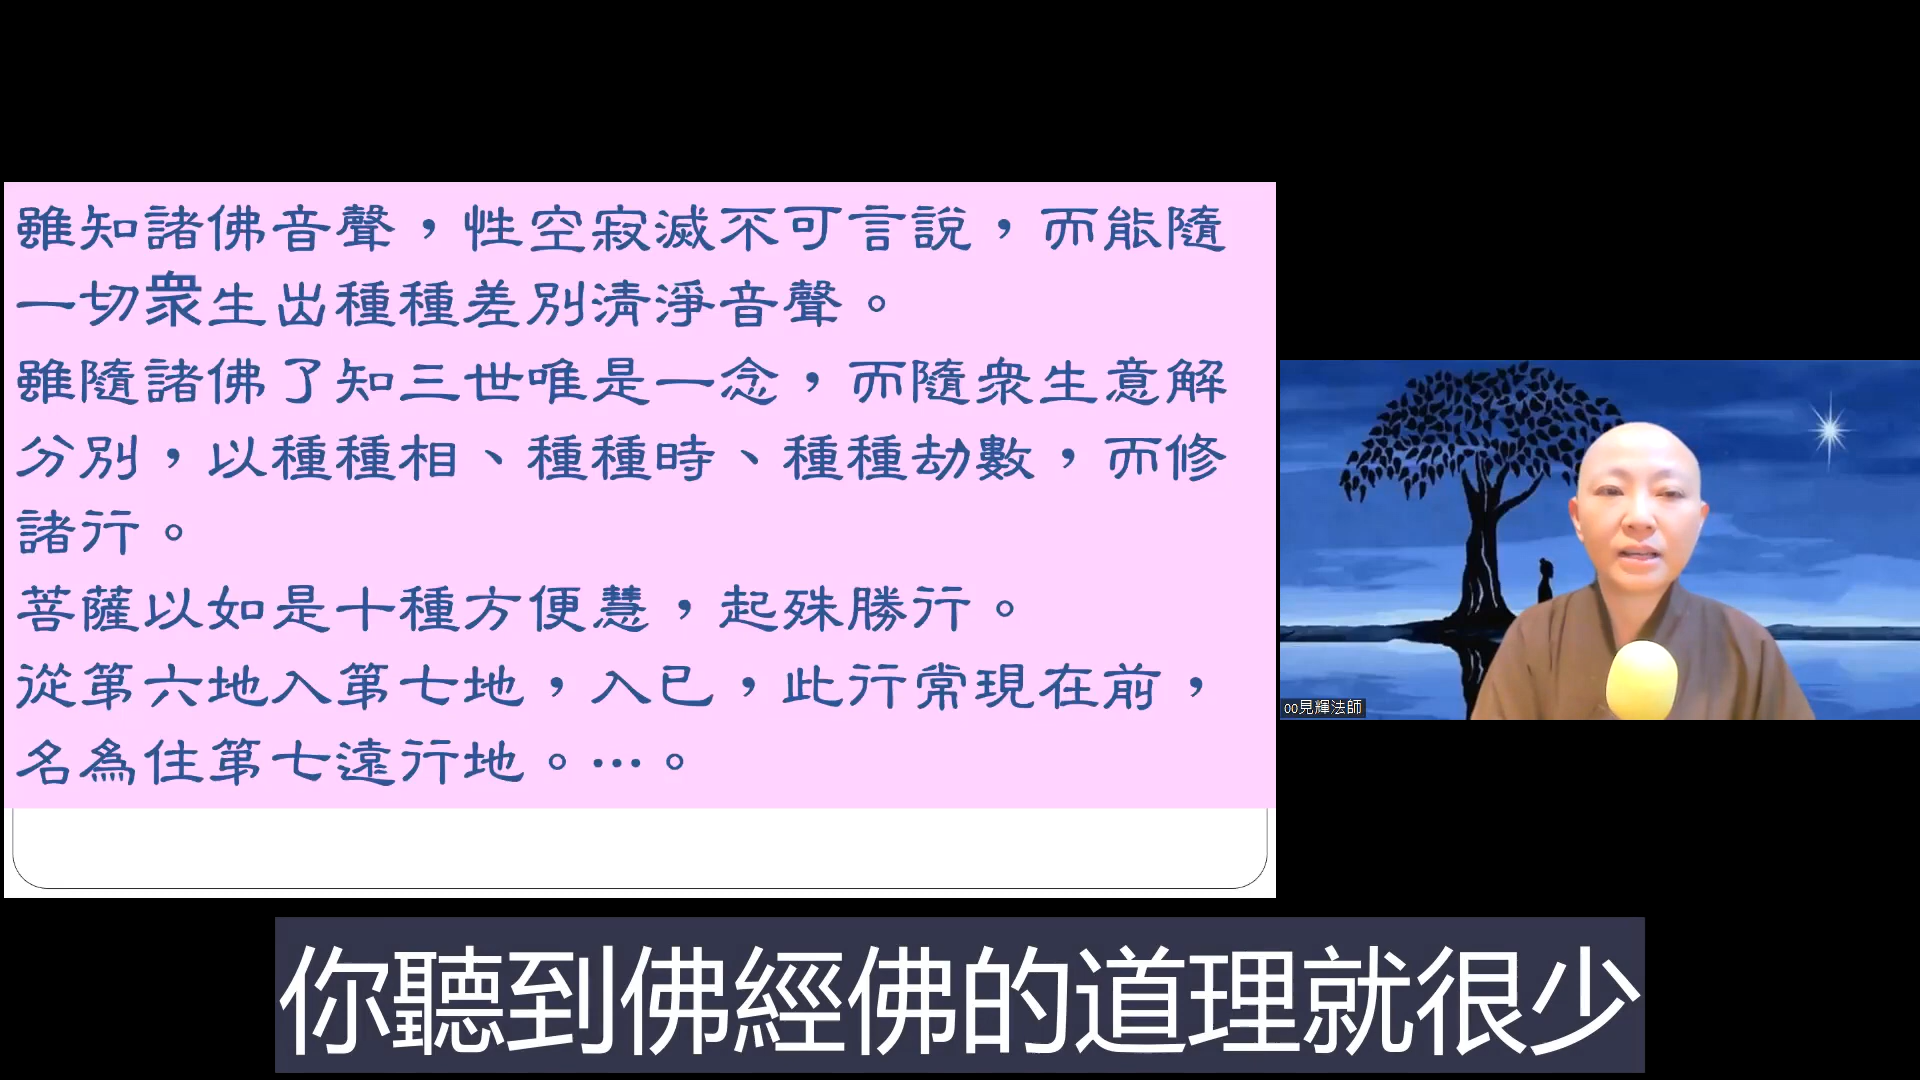 雖知諸佛音聲，性空寂滅不可言說，而能隨
一切眾生出種種差別清淨音聲。
雖隨諸佛了知三世唯是一念，而隨眾生意解
分別，以種種相、種種時、種種劫數，而修
諸行。
菩薩以如是十種方便慧，起殊勝行。
從第六地入第七地，入已，此行常現在前，
名為住第七遠行地。…。
oo見輝法師
你聽到佛經佛的道理就很少